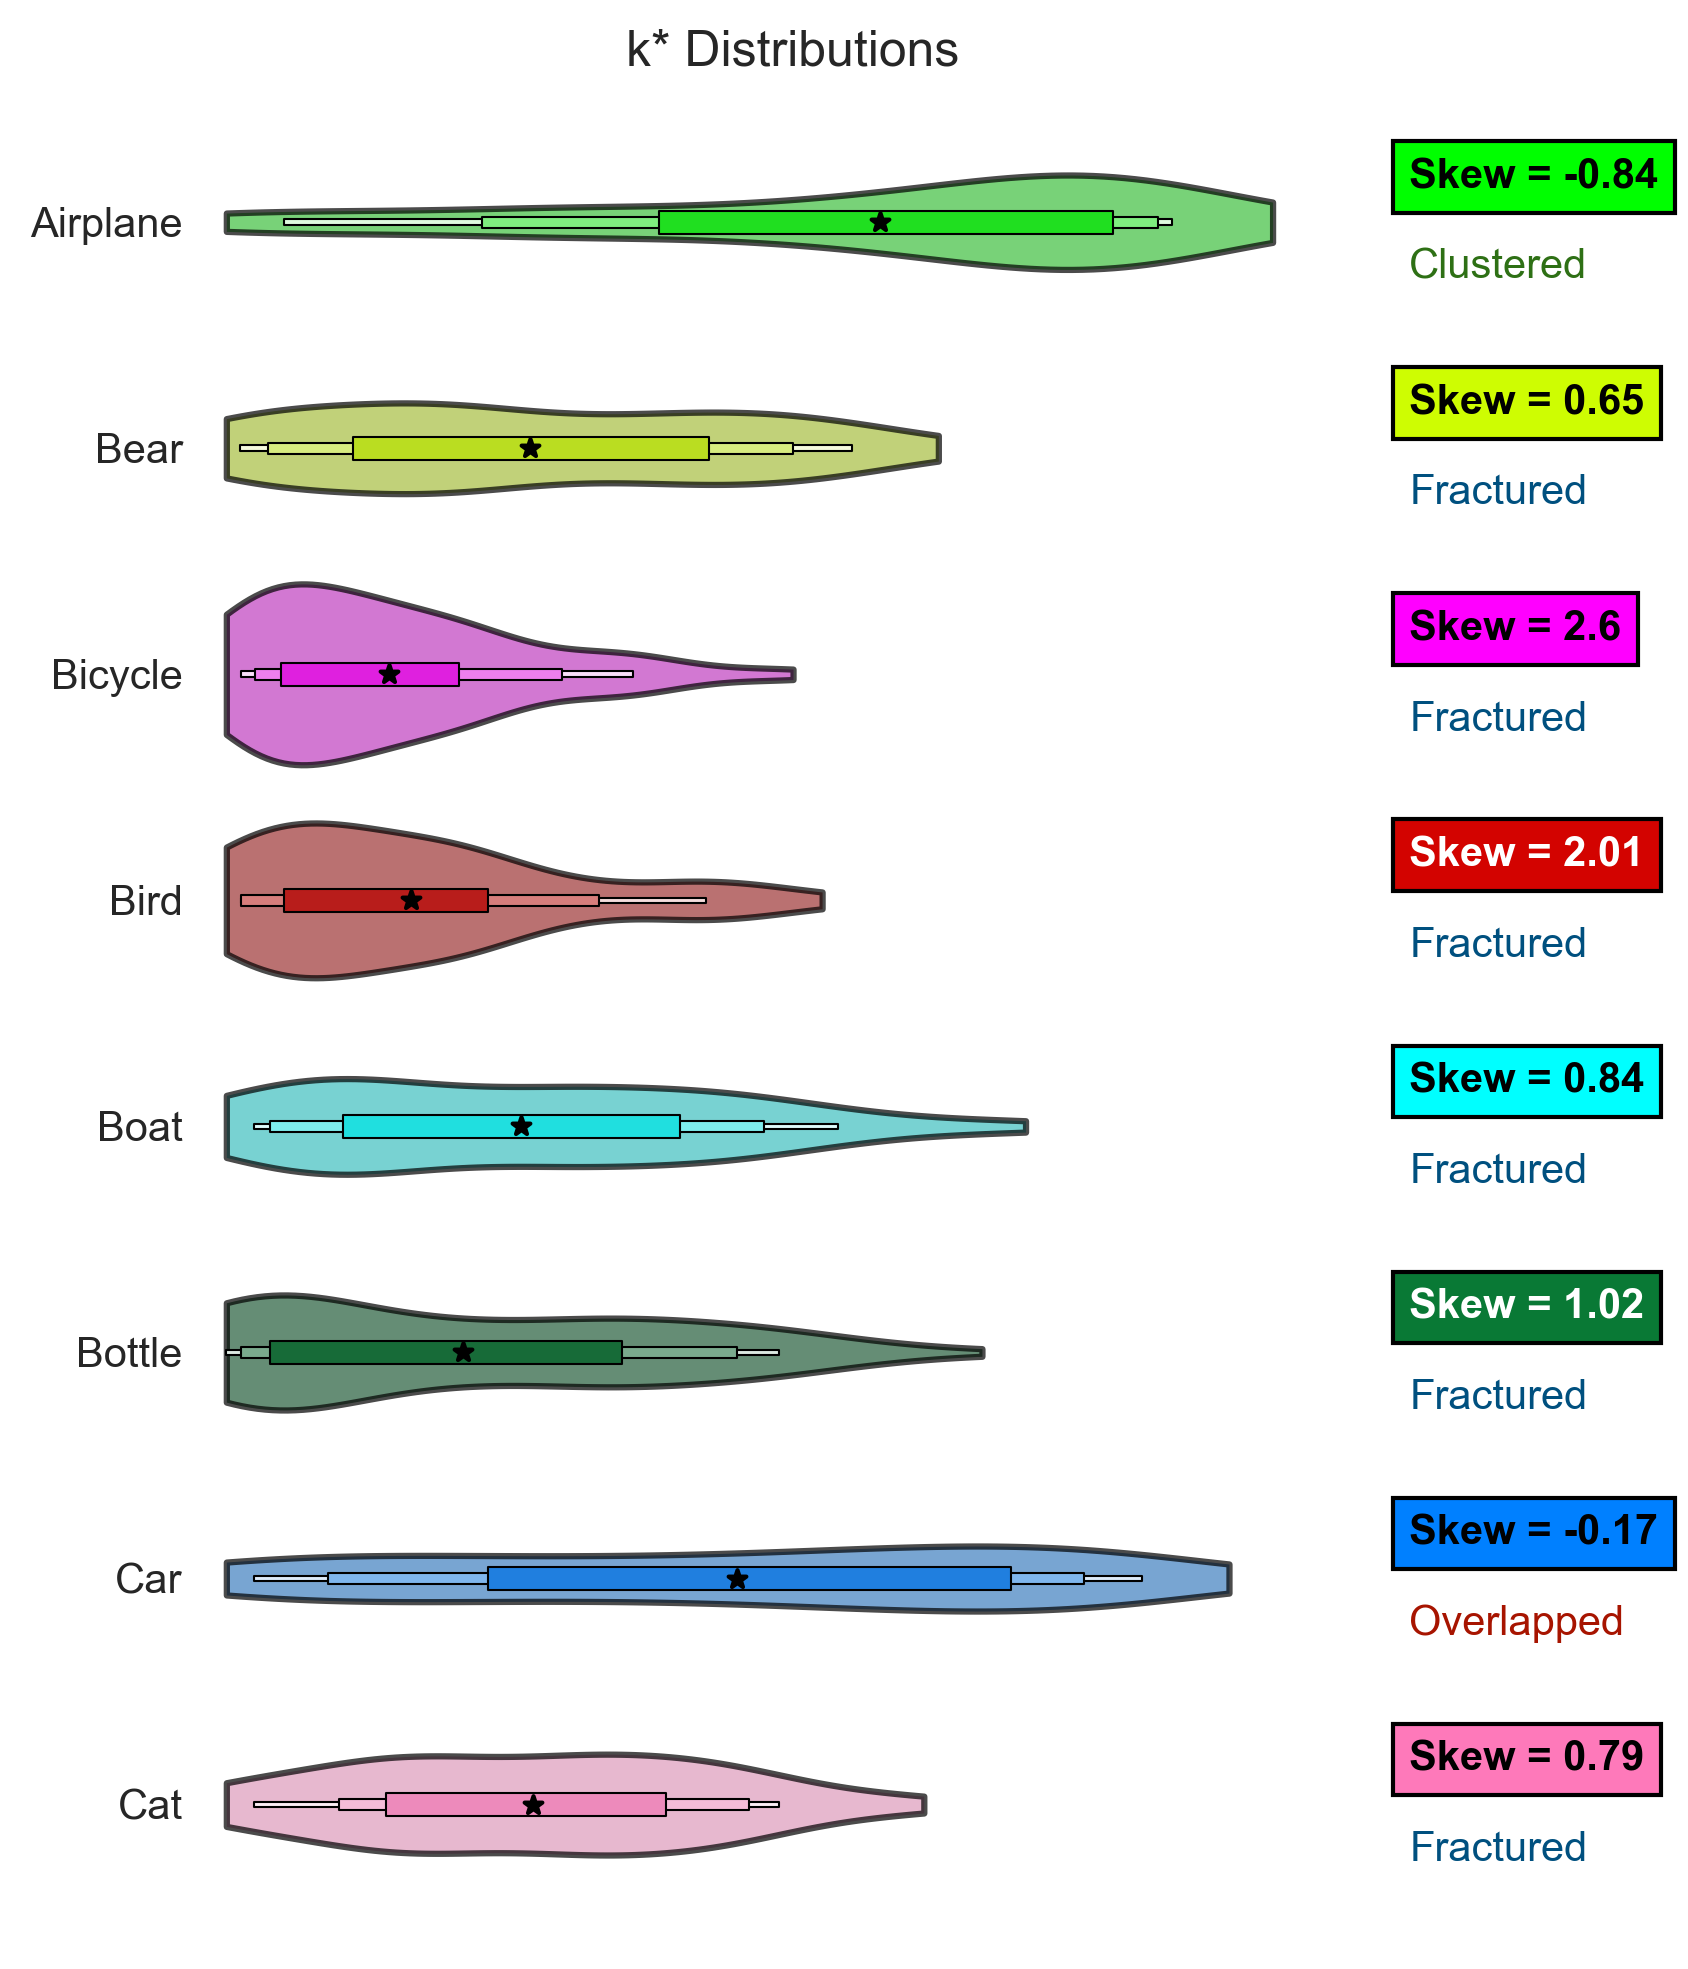 k* Distributions
Airplane
Skew = -0.84
Clustered
Bear
Skew = 0.65
Fractured
Bicycle
Skew = 2.6
Fractured
Bird
Skew = 2.01
Fractured
Boat
Skew = 0.84
Fractured
Bottle
Skew = 1.02
Fractured
Car
Skew = -0.17
Overlapped
Cat
Skew = 0.79
Fractured